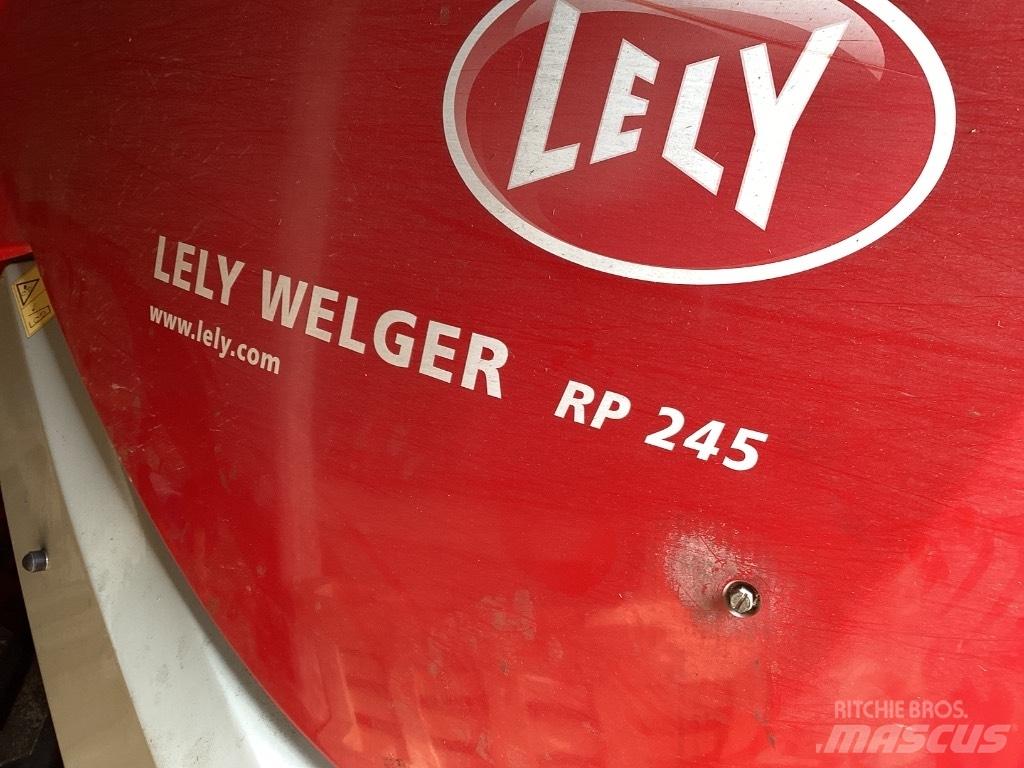 LELY
LELY WELGER RP 245
www.lely.com
RITCHIE BROS.
MASCUS